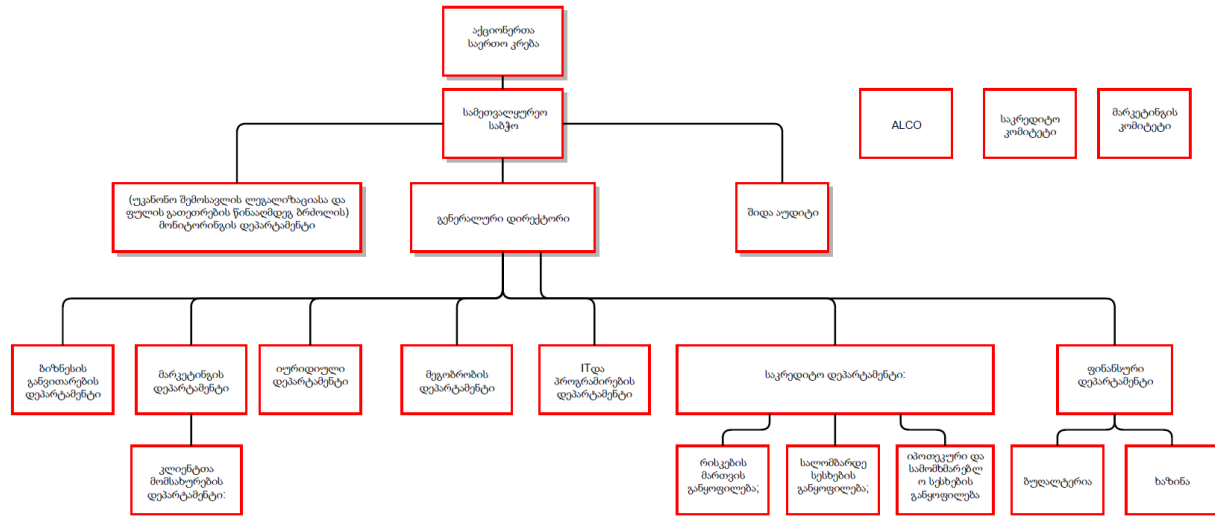 აქციონერთა
საერთო კრება
სამეთვალყურეო
საბჭო
ALCO
საკრედიტო
კომიტეტი
მარკეტინგის
კომიტეტი
(უკანონო შემოსავლის ლეგალიზაციასა და
ფულის გათეთრების წინააღმდეგ ბრძოლის)
მონიტორინგის დეპარტამენტი
გენერალური დირექტორი
შიდა აუდიტი
ბიზნესის
განვითარების
დეპარტამენტი
მარკეტინგის
დეპარტამენტი
იურიდიული
დეპარტამენტი
მეგობრობის
დეპარტამენტი
ITდა
პროგრამირების
დეპარტამენტი
საკრედიტო დეპარტამენტი:
ფინანსური
დეპარტამენტი
კლიენტთა
მომსახურების
დეპარტამენტი:
რისკების
მართვის
განყოფილება;
სალომბარდე
სესხების
განყოფილება;
იპოთეკური და
სამომხმარებლ
ო სესხების
განყოფილება
ბუღალტერია
ხაზინა